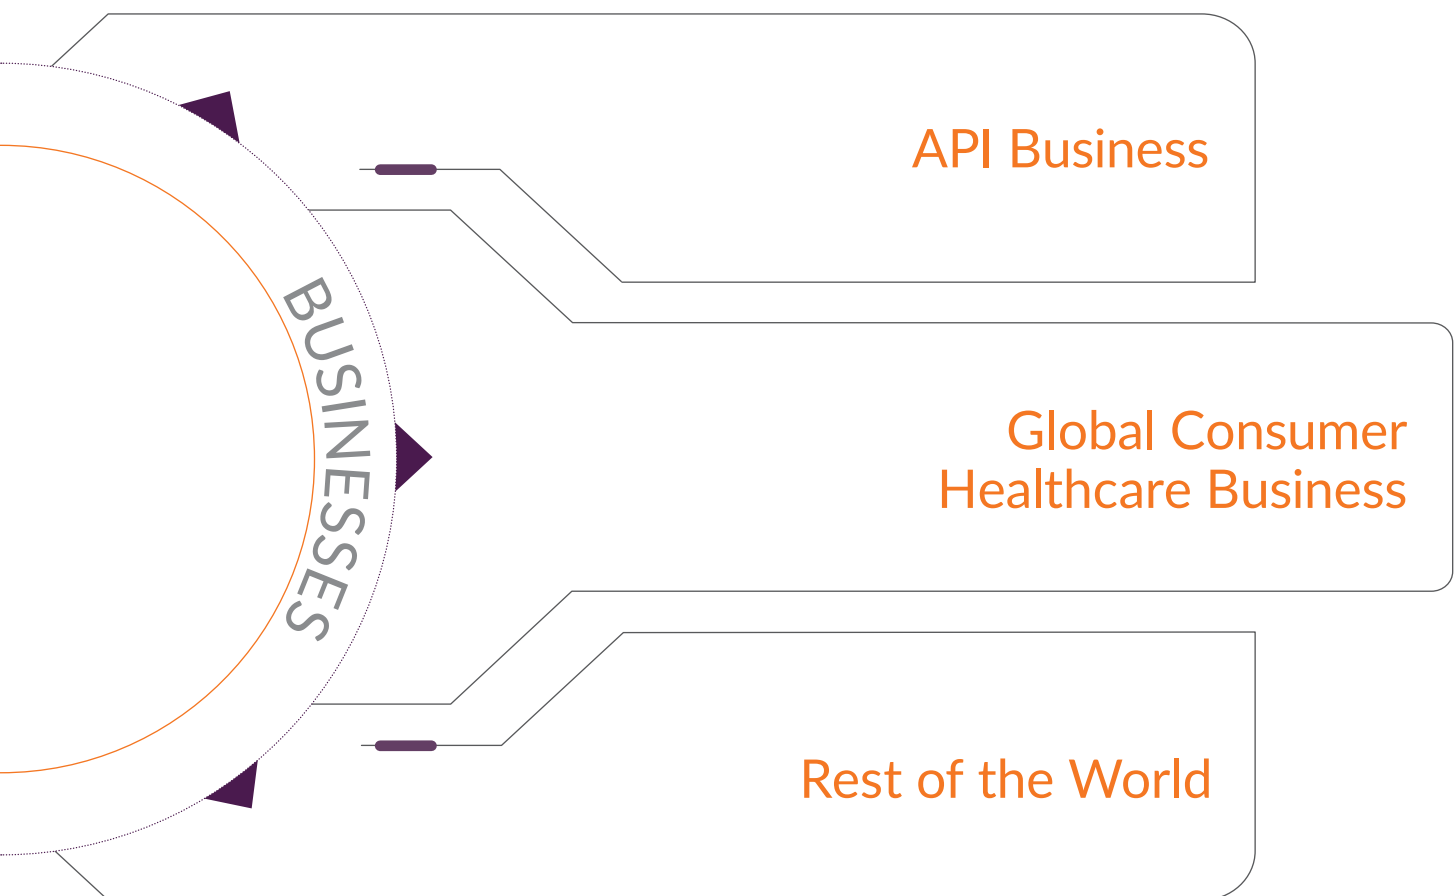 BUSINESSES
API Business
Global Consumer
Healthcare Business
Rest of the World